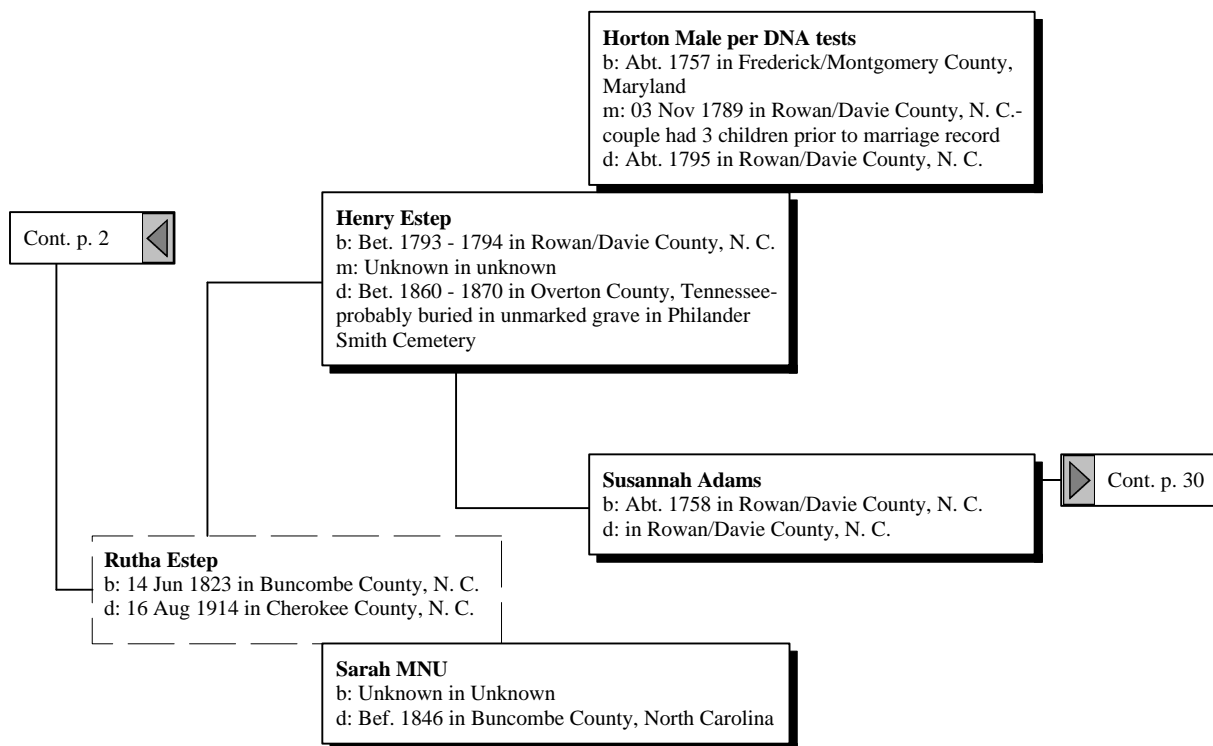 Horton Male per DNA tests
b: Abt. 1757 in Frederick/Montgomery County,
Maryland
m: 03 Nov 1789 in Rowan/Davie County, N. C.-
couple had 3 children prior to marriage record
d: Abt. 1795 in Rowan/Davie County, N. C.
Henry Estep
b: Bet. 1793 - 1794 in Rowan/Davie County, N. C.
m: Unknown in unknown
d: Bet. 1860 - 1870 in Overton County, Tennessee-
probably buried in unmarked grave in Philander
Smith Cemetery
Cont. p. 2
Susannah Adams
b: Abt. 1758 in Rowan/Davie County, N. C.
d: in Rowan/Davie County, N. C.
Cont. p. 30
Rutha Estep
b: 14 Jun 1823 in Buncombe County, N. C.
d: 16 Aug 1914 in Cherokee County, N. C.
Sarah MNU
b: Unknown in Unknown
d: Bef. 1846 in Buncombe County, North Carolina